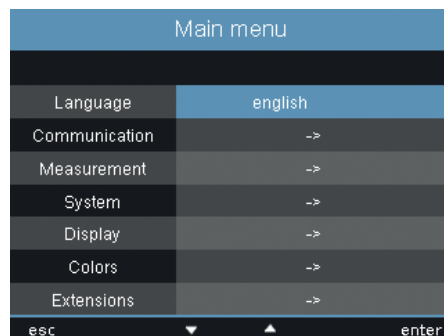 Main menu
Language english
Communication ->
Measurement ->
System ->
Display ->
Colors ->
Extensions ->
esc ▼ ▲ enter